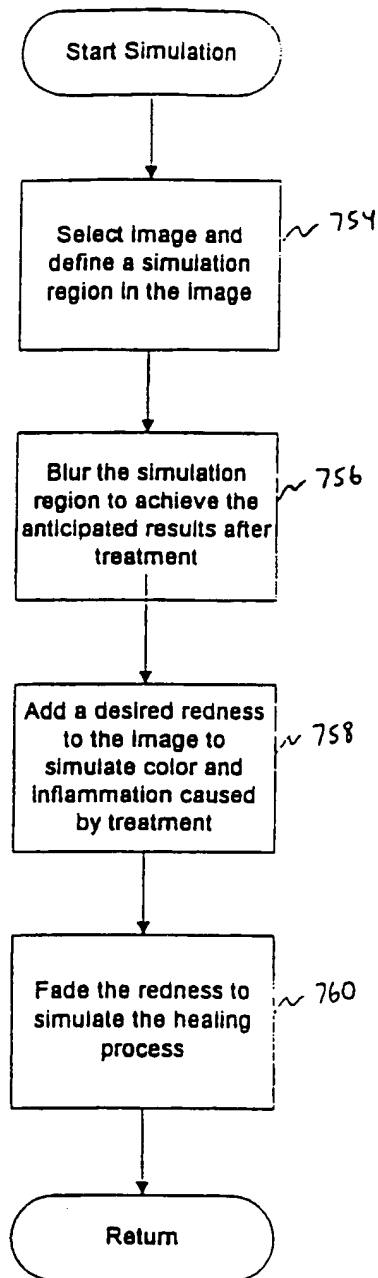 Start Simulation
Select image and
define a simulation
region in the image
754
Blur the simulation
region to achieve the
anticipated results after
treatment
756
Add a desired redness
to the image to
simulate color and
inflammation caused
by treatment
758
Fade the redness to
simulate the healing
process
760
Return